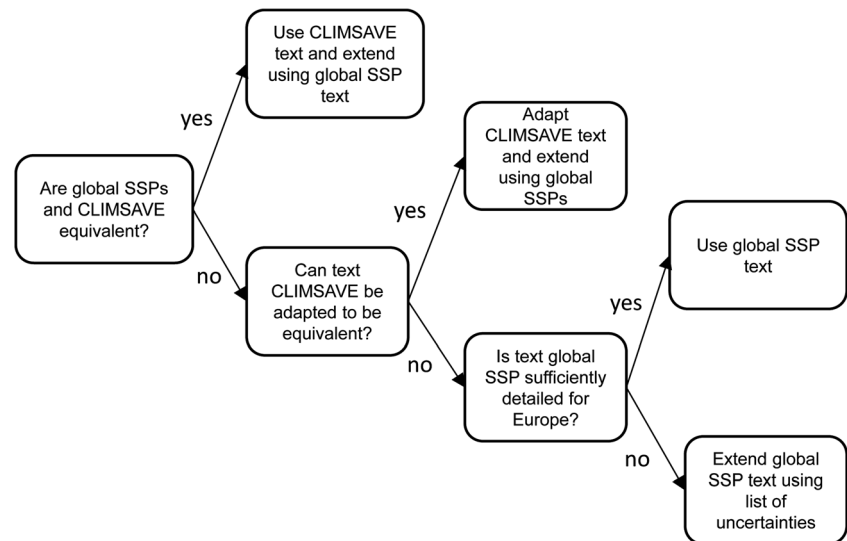 Use CLIMSAVE
text and extend
using global SSP
text
yes
Adapt
CLIMSAVE text
and extend
using global
SSPs
Are global SSPs
and CLIMSAVE
equivalent?
yes
no
Can text
CLIMSAVE be
adapted to be
equivalent?
Use global SSP
text
yes
no
Is text global
SSP sufficiently
detailed for
Europe?
no
Extend global
SSP text using
list of
uncertainties